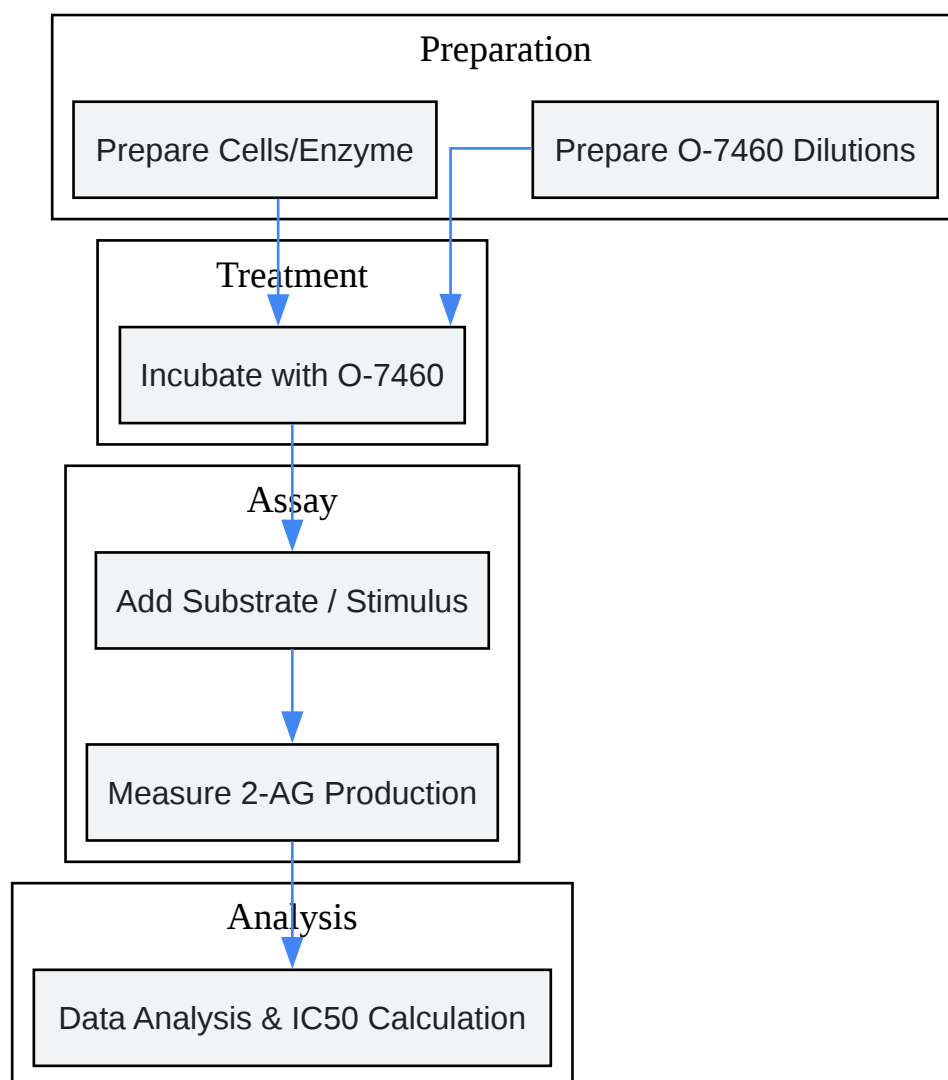 Preparation
Prepare Cells/Enzyme
Prepare O-7460 Dilutions
Treatment
Incubate with O-7460
Assay
Add Substrate / Stimulus
Measure 2-AG Production
Analysis
Data Analysis & IC50 Calculation